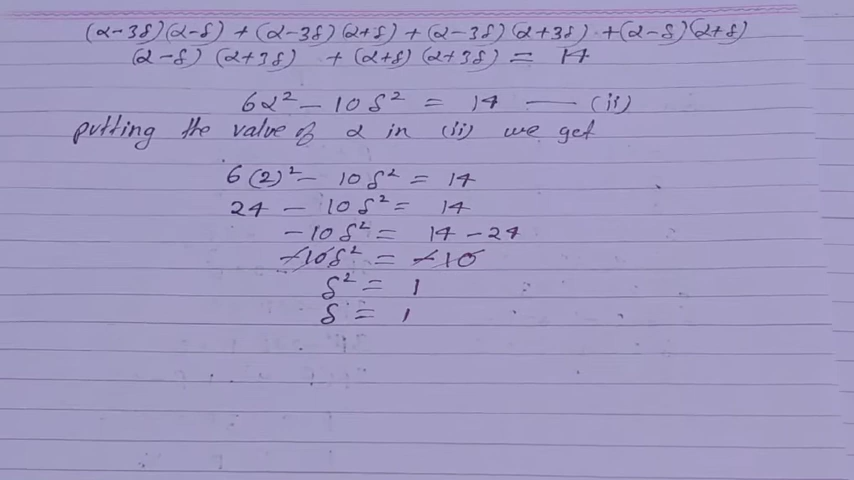 (α-3δ)(α-δ) + (α-3δ)(α+δ) + (α-3δ)(α+3δ) + (α-δ)(α+δ)
(α-δ) (α+3δ) + (α+δ) (α+3δ) = 14
6α² - 10δ² = 14 — (ii)
putting the value of α in (ii) we get
6(2)² - 10δ² = 14
24 - 10δ² = 14
-10δ² = 14-24
-10δ² = -10
δ² = 1
δ = 1